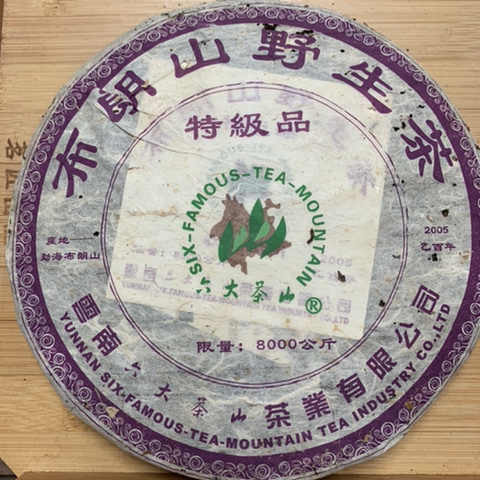 布朗山野生茶
特級品
SIX-FAMOUS-TEA-MOUNTAIN
六大茶山®
產地
勐海布朗山
2005
乙酉年
限量：8000公斤
雲南六大茶山茶業有限公司
YUNNAN SIX-FAMOUS-TEA-MOUNTAIN TEA INDUSTRY CO.,LTD